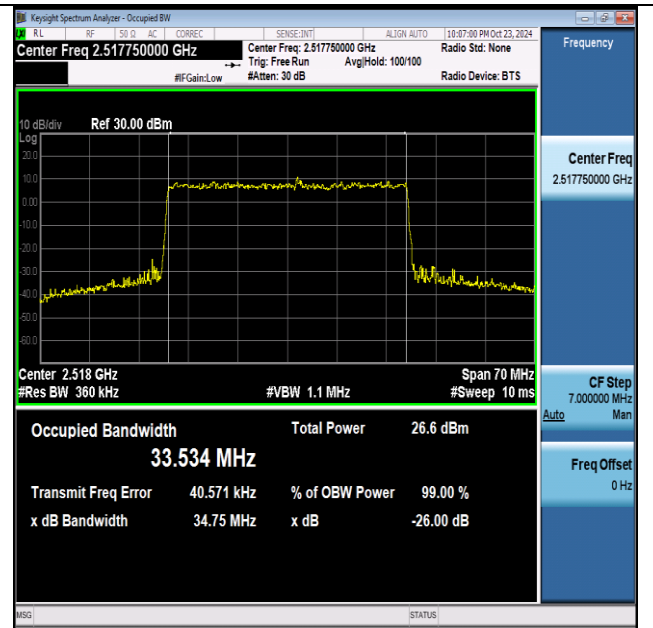 Keysight Spectrum Analyzer - Occupied BW
LXI RL RF 50 Ω AC CORREC SENSE:INT ALIGN AUTO 10:07:00 PM Oct 23, 2024
Center Freq 2.517750000 GHz
Center Freq: 2.517750000 GHz
Radio Std: None
Trig: Free Run Avg|Hold: 100/100
#IFGain:Low
#Atten: 30 dB
Radio Device: BTS
Frequency
10 dB/div Ref 30.00 dBm
Log
20.0
10.0
0.00
-10.0
-20.0
-30.0
-40.0
-50.0
-60.0
Center 2.518 GHz Span 70 MHz
#Res BW 360 kHz #VBW 1.1 MHz #Sweep 10 ms
Occupied Bandwidth Total Power 26.6 dBm
33.534 MHz
Transmit Freq Error 40.571 kHz % of OBW Power 99.00 %
x dB Bandwidth 34.75 MHz x dB -26.00 dB
Center Freq
2.517750000 GHz
CF Step
7.000000 MHz
Auto Man
Freq Offset
0 Hz
MSG STATUS